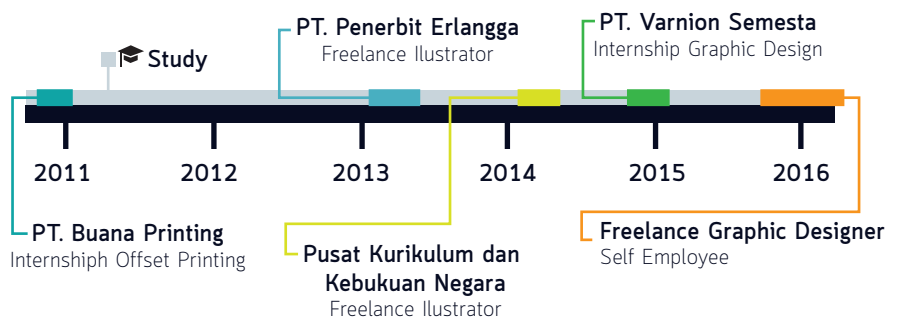 PT. Penerbit Erlangga
Freelance Ilustrator
PT. Varnion Semesta
Internship Graphic Design
Study
2011
2012
2013
2014
2015
2016
PT. Buana Printing
Internshiph Offset Printing
Pusat Kurikulum dan
Kebukuan Negara
Freelance Ilustrator
Freelance Graphic Designer
Self Employee